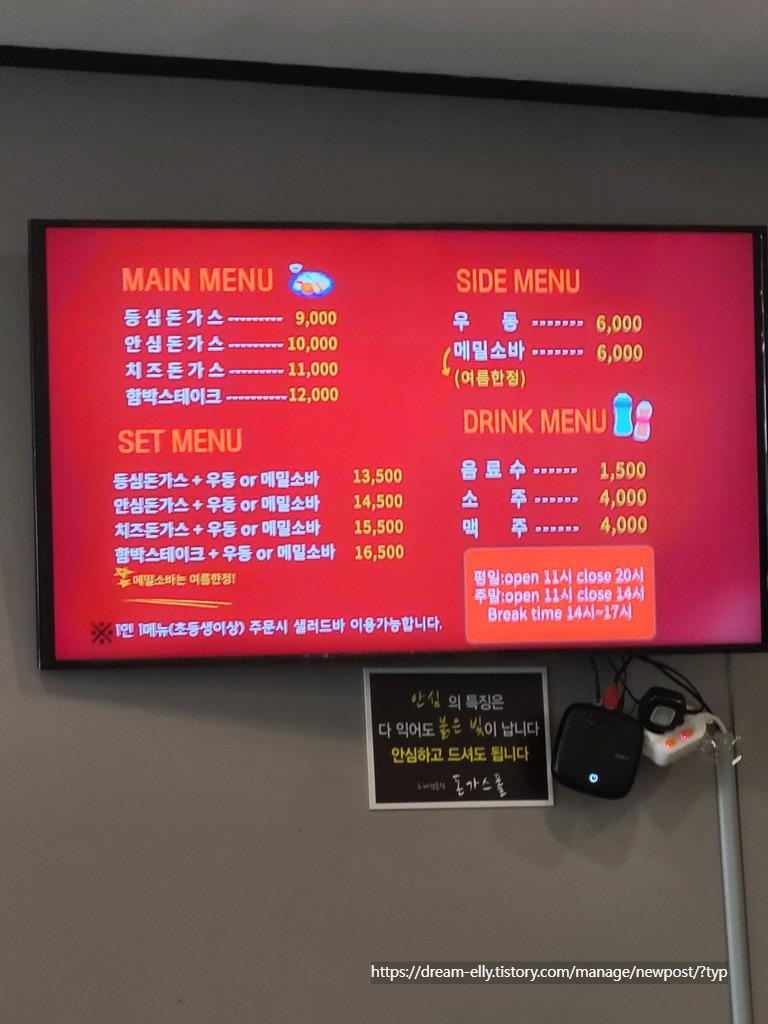 MAIN MENU
등심돈가스 --------- 9,000
안심돈가스 --------- 10,000
치즈돈가스 --------- 11,000
함박스테이크 --------- 12,000
SET MENU
등심돈가스 + 우동 or 메밀소바 13,500
안심돈가스 + 우동 or 메밀소바 14,500
치즈돈가스 + 우동 or 메밀소바 15,500
함박스테이크 + 우동 or 메밀소바 16,500
메밀소바는 여름한정!
※ 1인 1메뉴(초등생이상) 주문시 샐러드바 이용가능합니다.
SIDE MENU
우 동 ------- 6,000
메밀소바 ------- 6,000
(여름한정)
DRINK MENU
음료수 ------ 1,500
소 주 ------ 4,000
맥 주 ------ 4,000
평일:open 11시 close 20시
주말:open 11시 close 14시
Break time 14시~17시
안심 의 특징은
다 익어도 붉은 빛이 납니다
안심하고 드셔도 됩니다
돈가스
https://dream-elly.tistory.com/manage/newpost/?typ